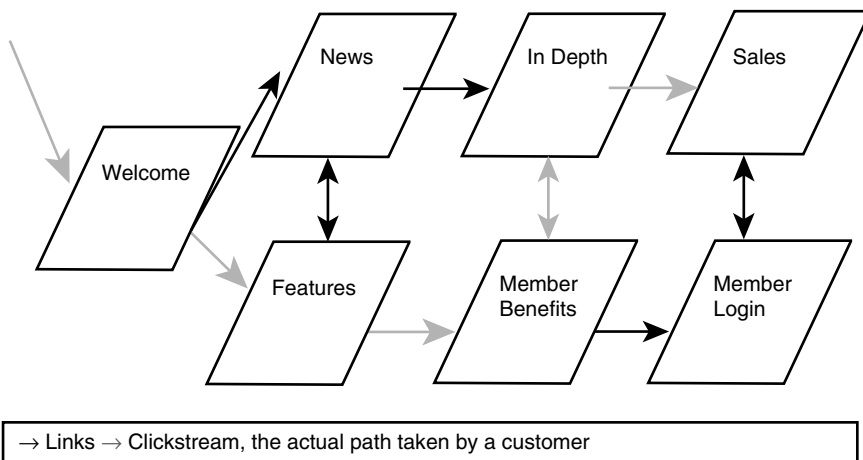 News
In Depth
Sales
Welcome
Features
Member
Benefits
Member
Login
→ Links → Clickstream, the actual path taken by a customer